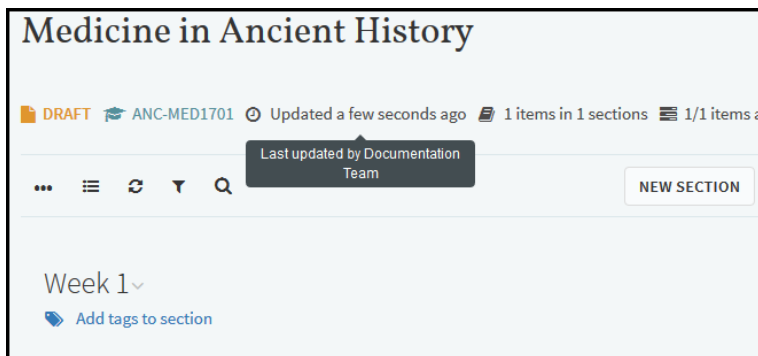 Medicine in Ancient History
DRAFT ANC-MED1701 Updated a few seconds ago 1 items in 1 sections 1/1 items
Last updated by Documentation
Team
NEW SECTION
Week 1
Add tags to section